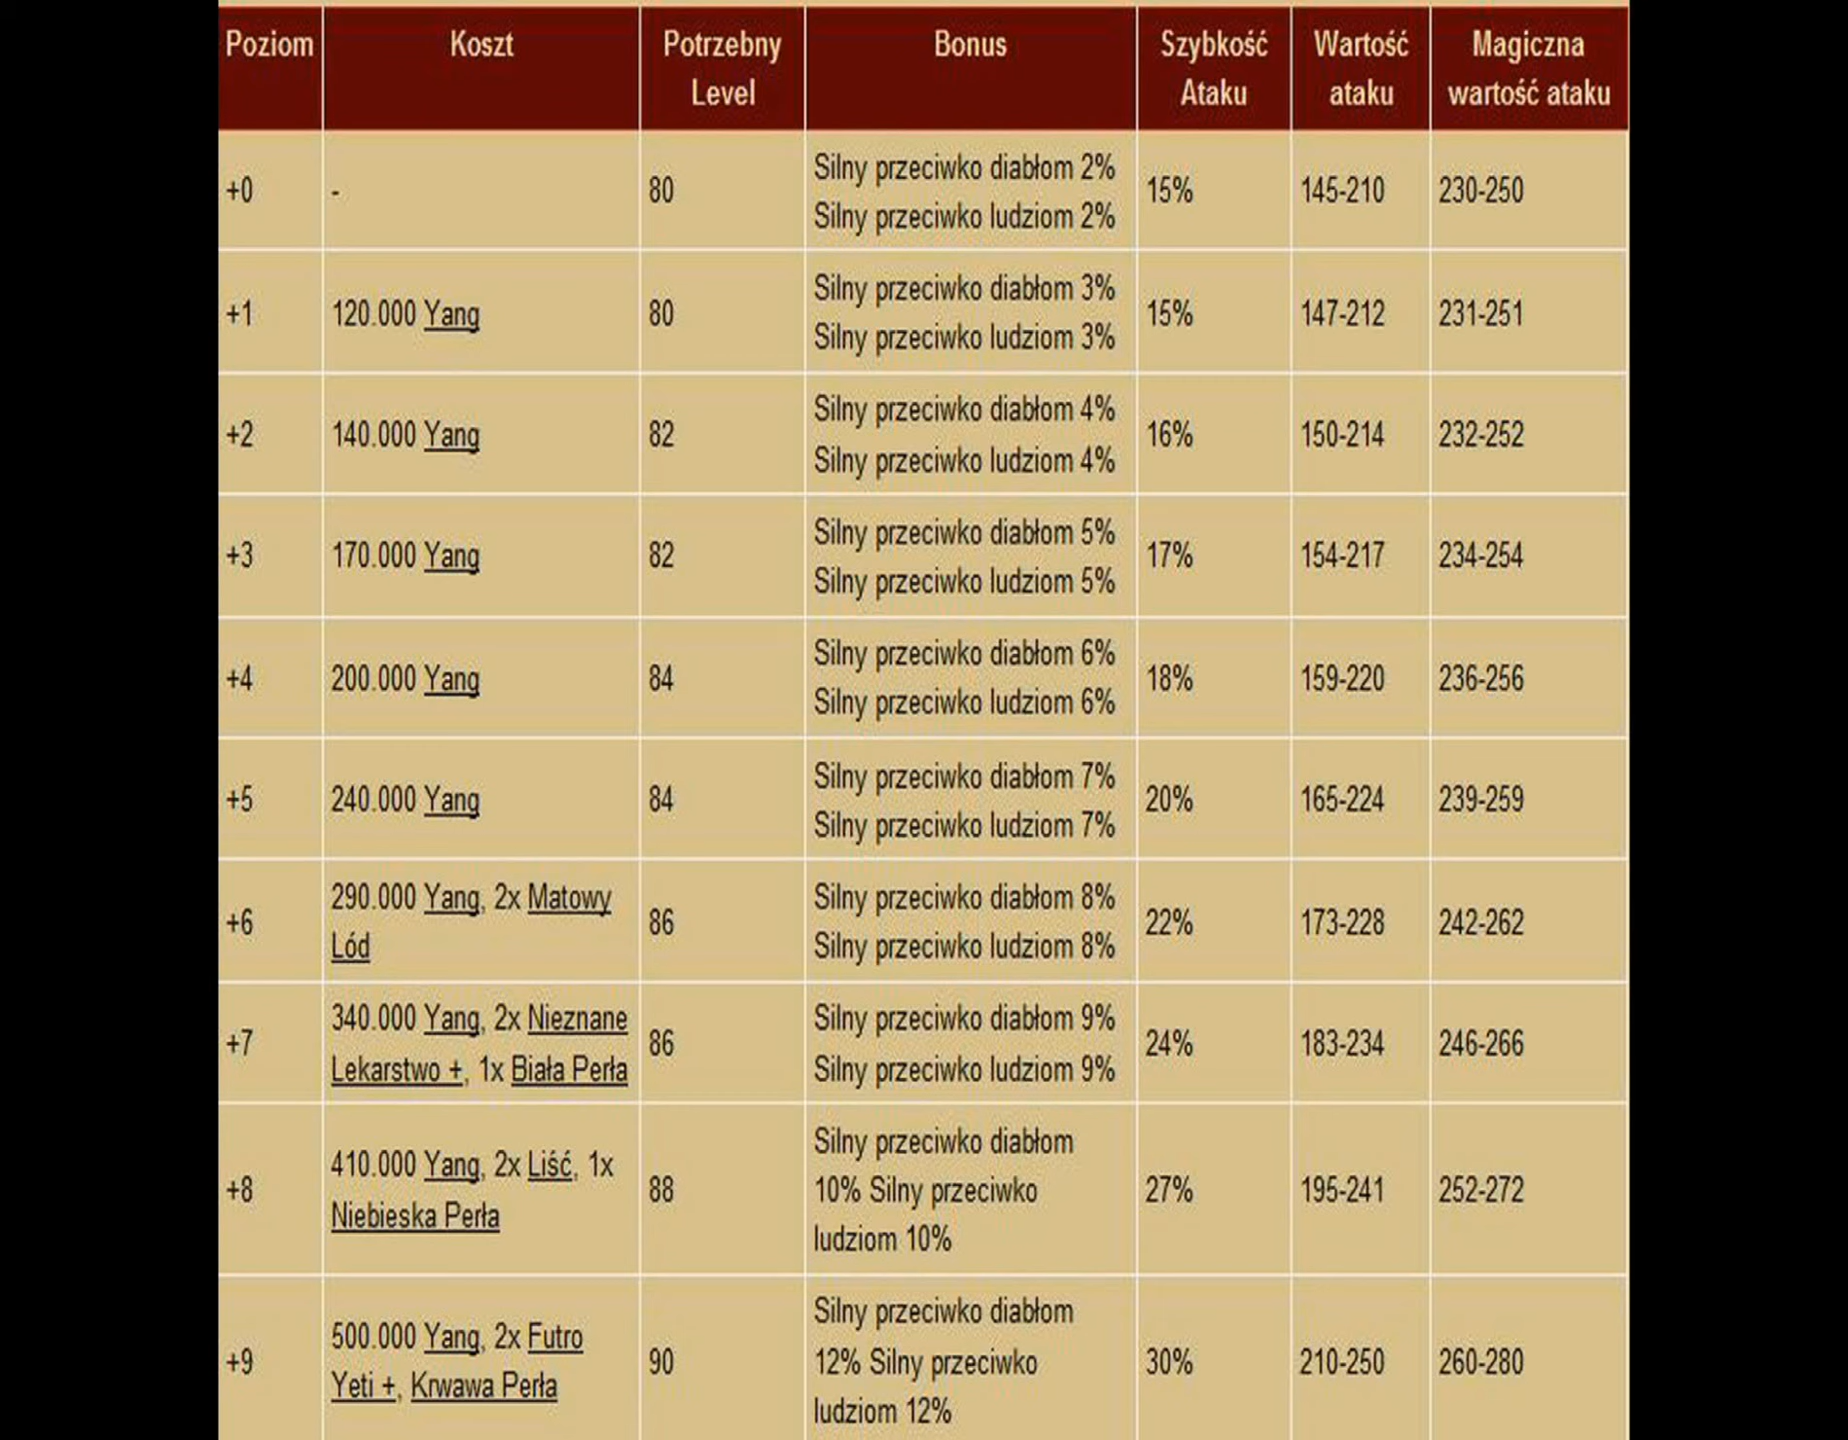 Poziom Koszt Potrzebny Level Bonus Szybkość Ataku Wartość ataku Magiczna wartość ataku
+0 - 80 Silny przeciwko diabłom 2% Silny przeciwko ludziom 2% 15% 145-210 230-250
+1 120.000 Yang 80 Silny przeciwko diabłom 3% Silny przeciwko ludziom 3% 15% 147-212 231-251
+2 140.000 Yang 82 Silny przeciwko diabłom 4% Silny przeciwko ludziom 4% 16% 150-214 232-252
+3 170.000 Yang 82 Silny przeciwko diabłom 5% Silny przeciwko ludziom 5% 17% 154-217 234-254
+4 200.000 Yang 84 Silny przeciwko diabłom 6% Silny przeciwko ludziom 6% 18% 159-220 236-256
+5 240.000 Yang 84 Silny przeciwko diabłom 7% Silny przeciwko ludziom 7% 20% 165-224 239-259
+6 290.000 Yang, 2x Matowy Lód 86 Silny przeciwko diabłom 8% Silny przeciwko ludziom 8% 22% 173-228 242-262
+7 340.000 Yang, 2x Nieznane Lekarstwo +, 1x Biała Perła 86 Silny przeciwko diabłom 9% Silny przeciwko ludziom 9% 24% 183-234 246-266
+8 410.000 Yang, 2x Liść, 1x Niebieska Perła 88 Silny przeciwko diabłom 10% Silny przeciwko ludziom 10% 27% 195-241 252-272
+9 500.000 Yang, 2x Futro Yeti +, Krwawa Perła 90 Silny przeciwko diabłom 12% Silny przeciwko ludziom 12% 30% 210-250 260-280